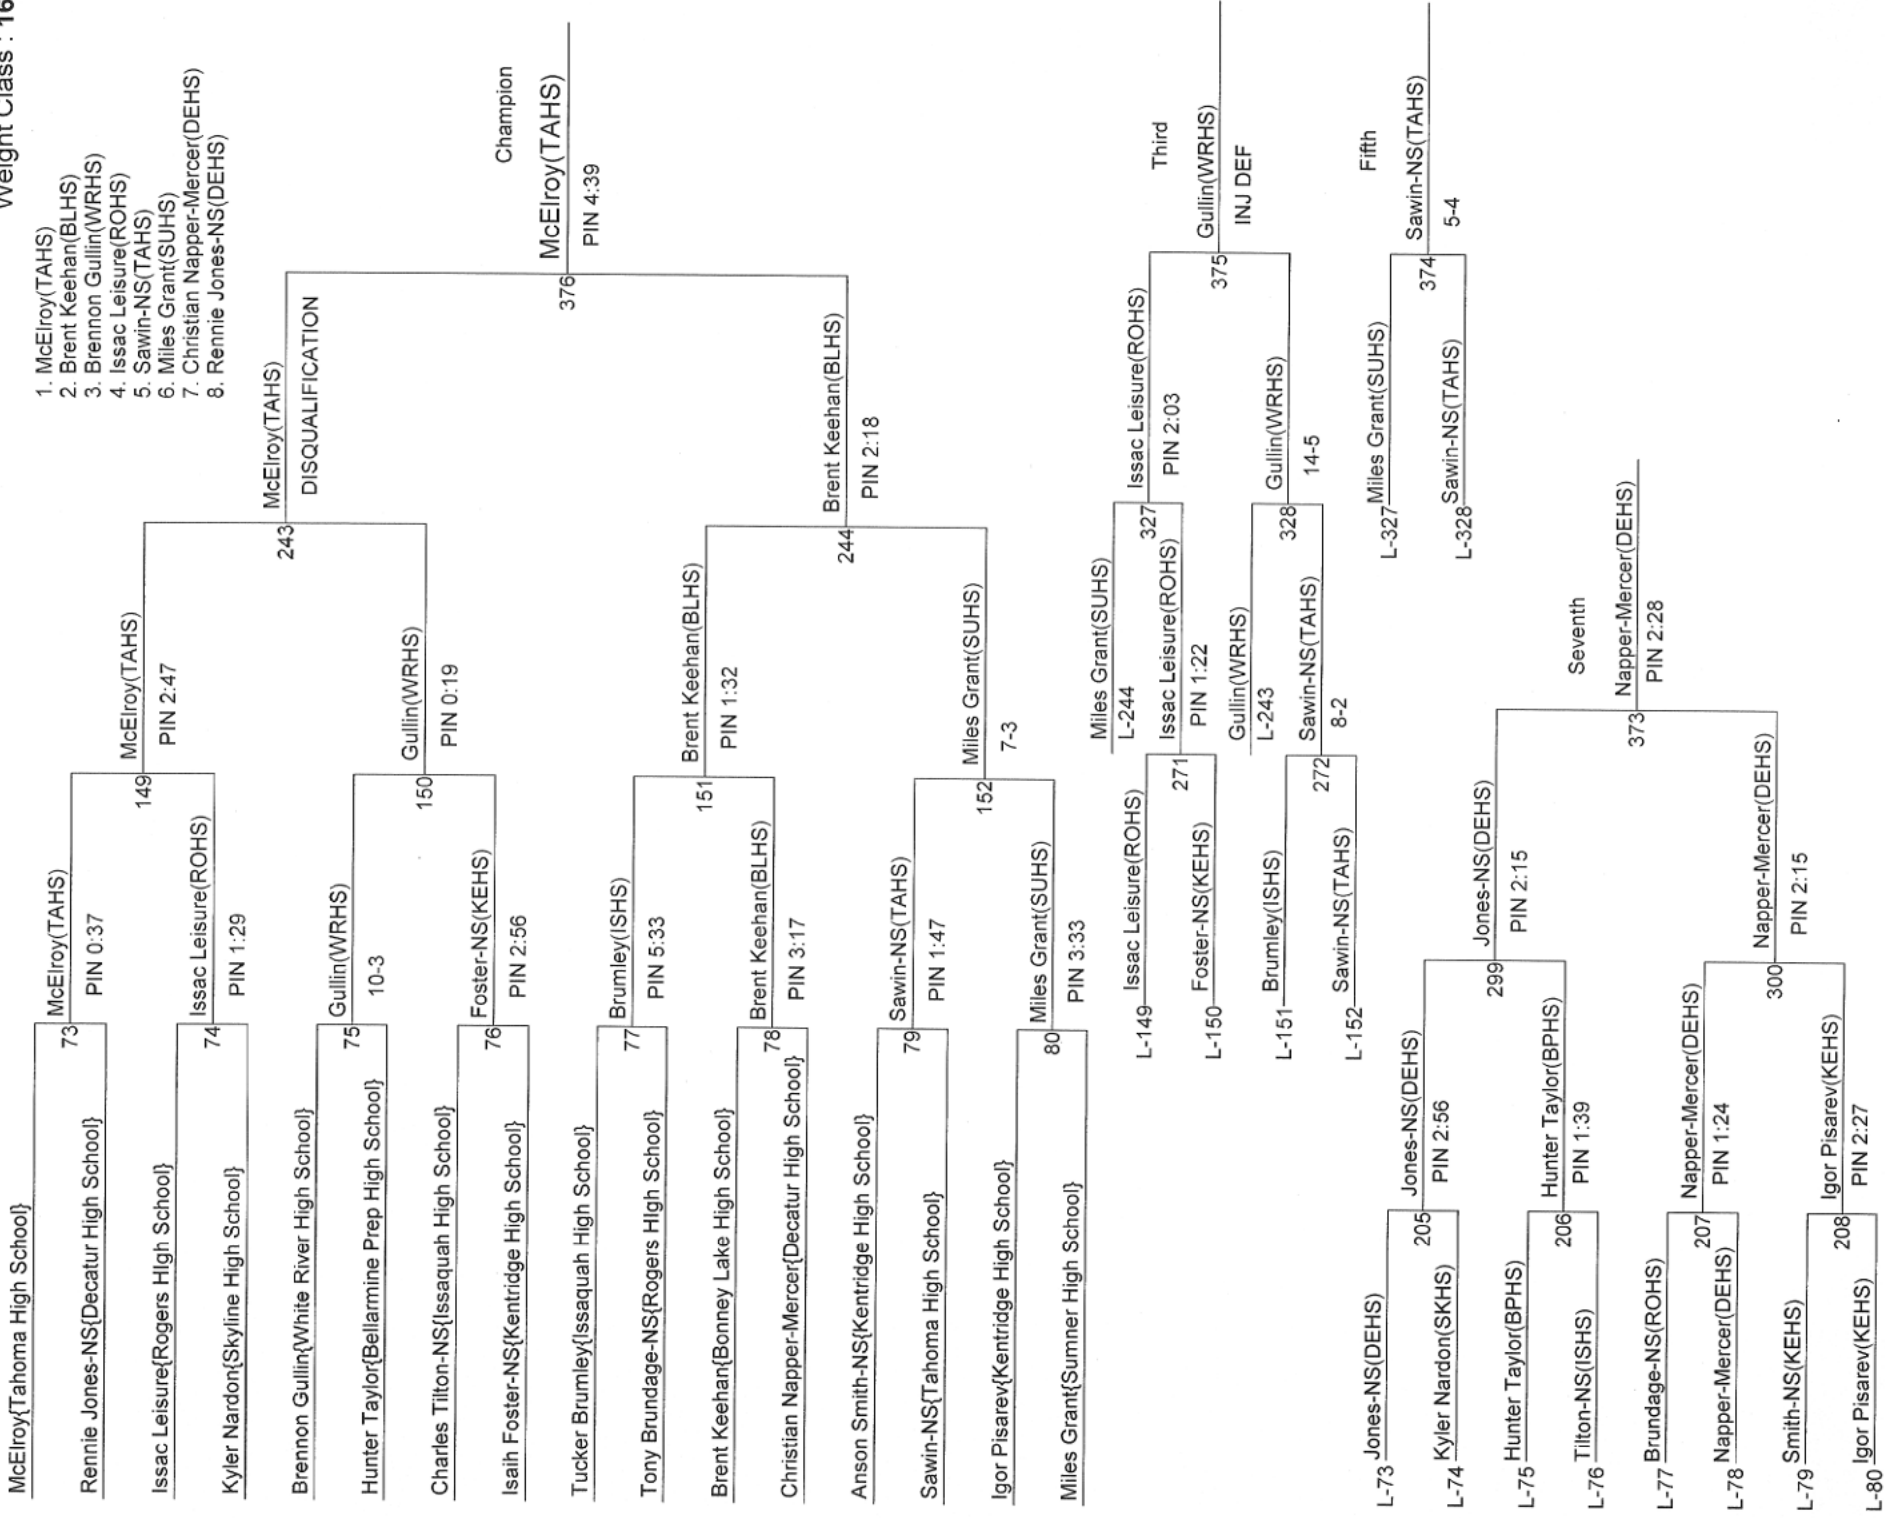 Weight Class : 16
1. McElroy(TAHS)
2. Brent Keehan(BLHS)
3. Brennon Gullin(WRHS)
4. Issac Leisure(ROHS)
5. Sawin-NS(TAHS)
6. Miles Grant(SUHS)
7. Christian Napper-Mercer(DEHS)
8. Rennie Jones-NS(DEHS)
McElroy{Tahoma High School}
73
Rennie Jones-NS{Decatur High School}
Issac Leisure{Rogers HIgh School}
74
Kyler Nardon{Skyline High School}
Brennon Gullin{White River High School}
75
Hunter Taylor{Bellarmine Prep High School}
Charles Tilton-NS{Issaquah High School}
76
Isaih Foster-NS{Kentridge High School}
Tucker Brumley{Issaquah High School}
77
Tony Brundage-NS{Rogers HIgh School}
Brent Keehan{Bonney Lake High School}
78
Christian Napper-Mercer{Decatur High School}
Anson Smith-NS{Kentridge High School}
79
Sawin-NS{Tahoma High School}
Igor Pisarev{Kentridge High School}
80
Miles Grant{Sumner High School}
McElroy(TAHS)
PIN 0:37
149
Issac Leisure(ROHS)
PIN 1:29
Gullin(WRHS)
10-3
150
Foster-NS(KEHS)
PIN 2:56
Brumley(ISHS)
PIN 5:33
151
Brent Keehan(BLHS)
PIN 3:17
Sawin-NS(TAHS)
PIN 1:47
152
Miles Grant(SUHS)
PIN 3:33
McElroy(TAHS)
PIN 2:47
243
Gullin(WRHS)
PIN 0:19
Brent Keehan(BLHS)
PIN 1:32
244
Miles Grant(SUHS)
7-3
McElroy(TAHS)
DISQUALIFICATION
376
Brent Keehan(BLHS)
PIN 2:18
Champion
McElroy(TAHS)
PIN 4:39
L-149 Issac Leisure(ROHS)
271
L-150 Foster-NS(KEHS)
L-151 Brumley(ISHS)
272
L-152 Sawin-NS(TAHS)
Miles Grant(SUHS)
L-244
327
Issac Leisure(ROHS)
PIN 1:22
Gullin(WRHS)
L-243
328
Sawin-NS(TAHS)
8-2
Issac Leisure(ROHS)
PIN 2:03
375
Gullin(WRHS)
14-5
Third
Gullin(WRHS)
INJ DEF
L-327 Miles Grant(SUHS)
374
L-328 Sawin-NS(TAHS)
Fifth
Sawin-NS(TAHS)
5-4
L-73 Jones-NS(DEHS)
205
L-74 Kyler Nardon(SKHS)
L-75 Hunter Taylor(BPHS)
206
L-76 Tilton-NS(ISHS)
L-77 Brundage-NS(ROHS)
207
L-78 Napper-Mercer(DEHS)
L-79 Smith-NS(KEHS)
208
L-80 Igor Pisarev(KEHS)
Jones-NS(DEHS)
PIN 2:56
299
Hunter Taylor(BPHS)
PIN 1:39
Napper-Mercer(DEHS)
PIN 1:24
300
Igor Pisarev(KEHS)
PIN 2:27
Jones-NS(DEHS)
PIN 2:15
373
Napper-Mercer(DEHS)
PIN 2:15
Seventh
Napper-Mercer(DEHS)
PIN 2:28